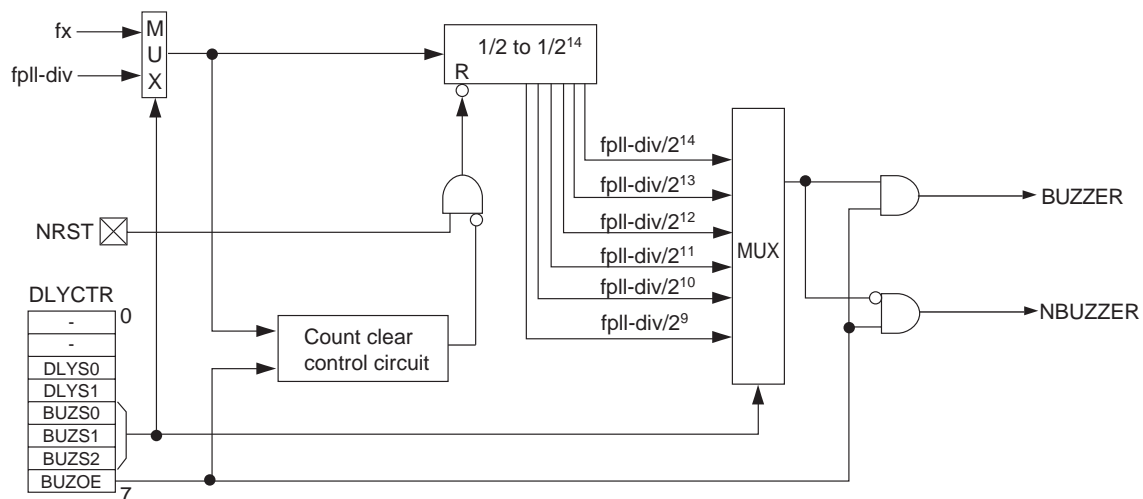 fx
fpll-div
M
U
X
1/2 to 1/2¹⁴
R
fpll-div/2¹⁴
fpll-div/2¹³
fpll-div/2¹²
fpll-div/2¹¹
fpll-div/2¹⁰
fpll-div/2⁹
MUX
BUZZER
NBUZZER
NRST
Count clear
control circuit
DLYCTR
0
-
-
DLYS0
DLYS1
BUZS0
BUZS1
BUZS2
BUZOE
7